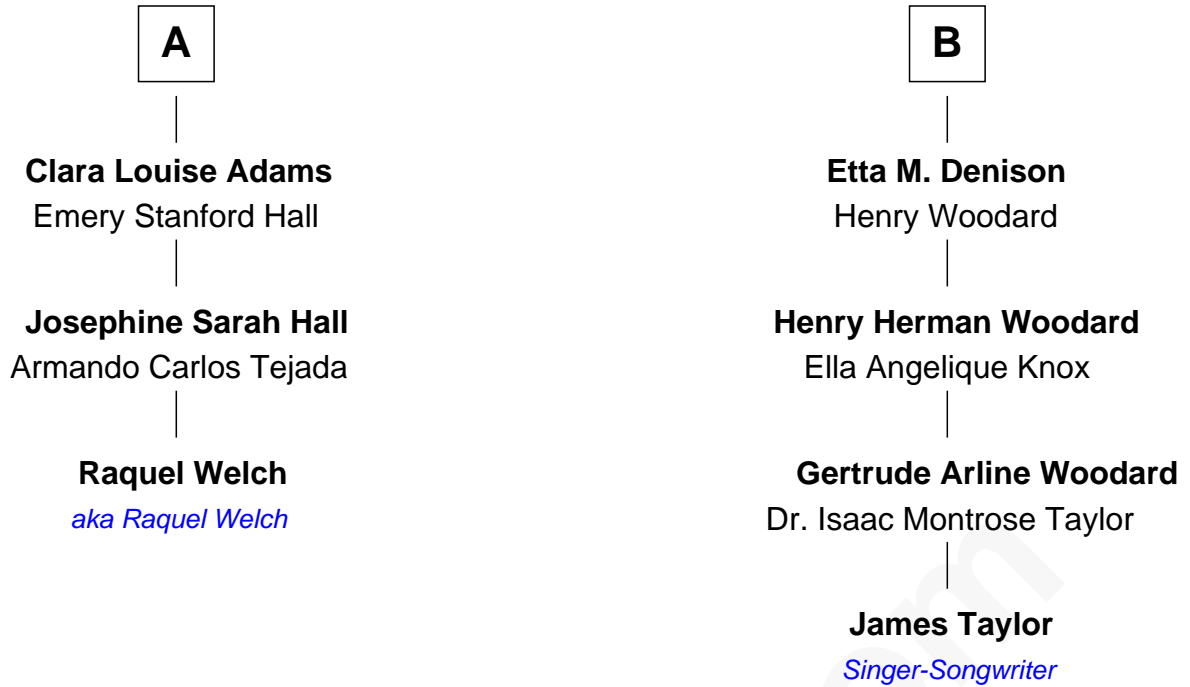 A
Clara Louise Adams
Emery Stanford Hall
Josephine Sarah Hall
Armando Carlos Tejada
Raquel Welch
aka Raquel Welch
B
Etta M. Denison
Henry Woodard
Henry Herman Woodard
Ella Angelique Knox
Gertrude Arline Woodard
Dr. Isaac Montrose Taylor
James Taylor
Singer-Songwriter